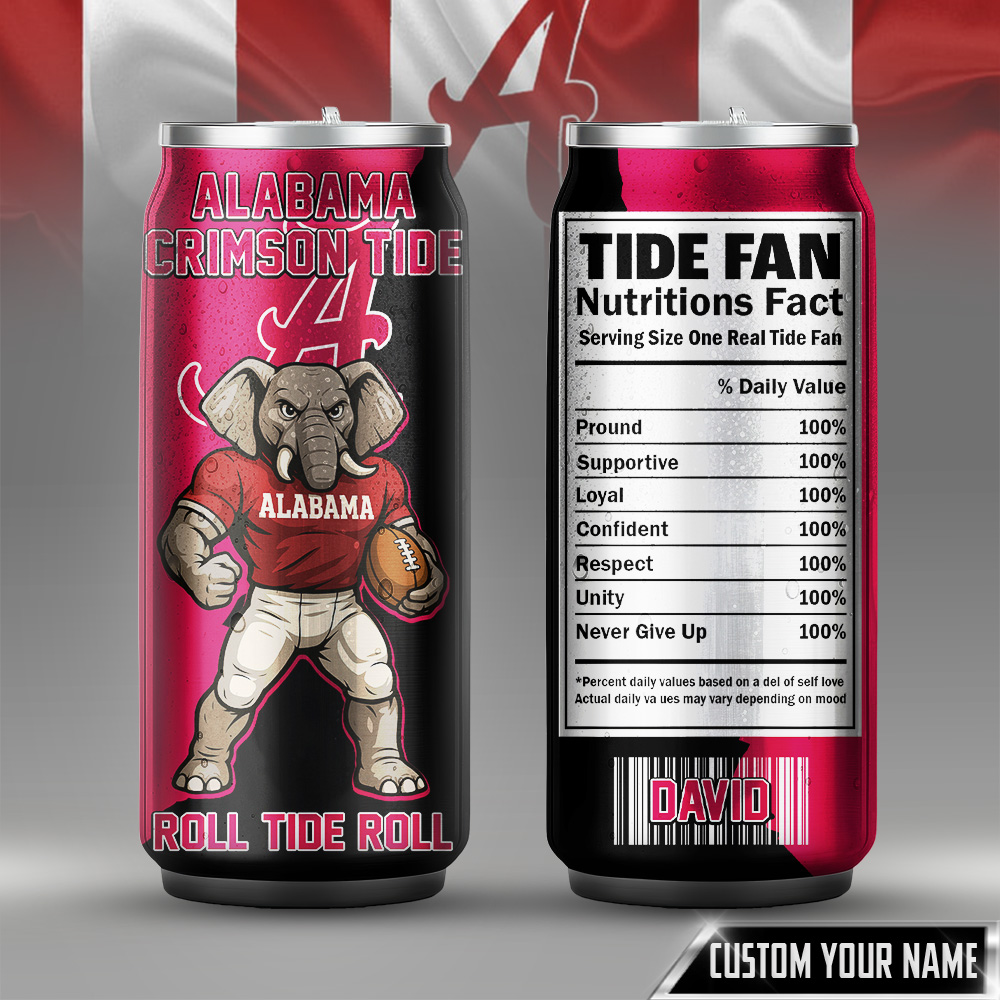 ALABAMA
CRIMSON TIDE
A
A
ALABAMA
ROLL TIDE ROLL
TIDE FAN
Nutritions Fact
Serving Size One Real Tide Fan
% Daily Value
Pround 100%
Supportive 100%
Loyal 100%
Confident 100%
Respect 100%
Unity 100%
Never Give Up 100%
*Percent daily values based on a del of self love
Actual daily va ues may vary depending on mood
DAVID
CUSTOM YOUR NAME